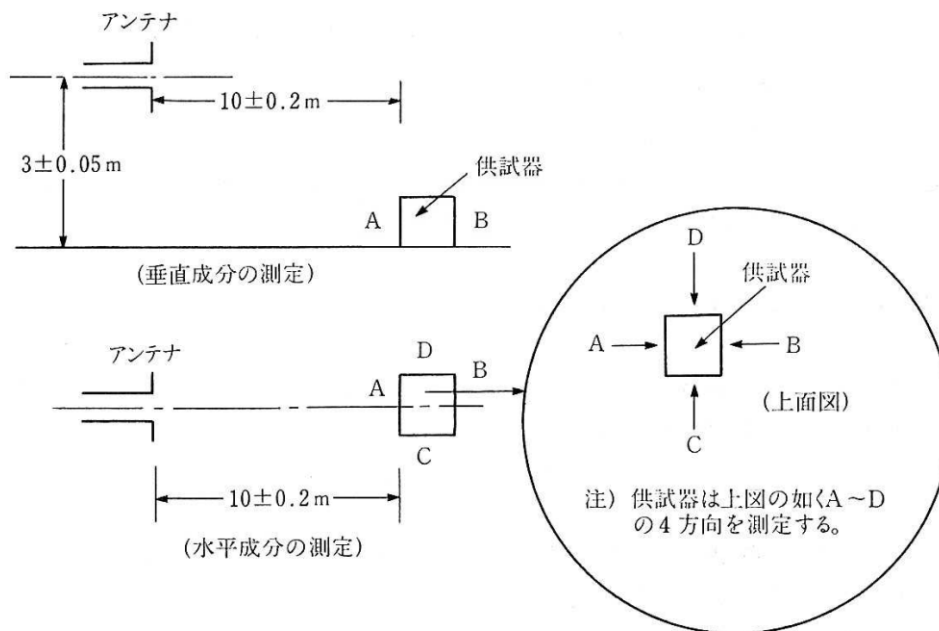 アンテナ
10±0.2m
3±0.05m
供試器
A
B
(垂直成分の測定)
アンテナ
D
A
B
C
10±0.2m
(水平成分の測定)
D
供試器
A
B
(上面図)
C
注) 供試器は上図の如くA～D
の4方向を測定する。